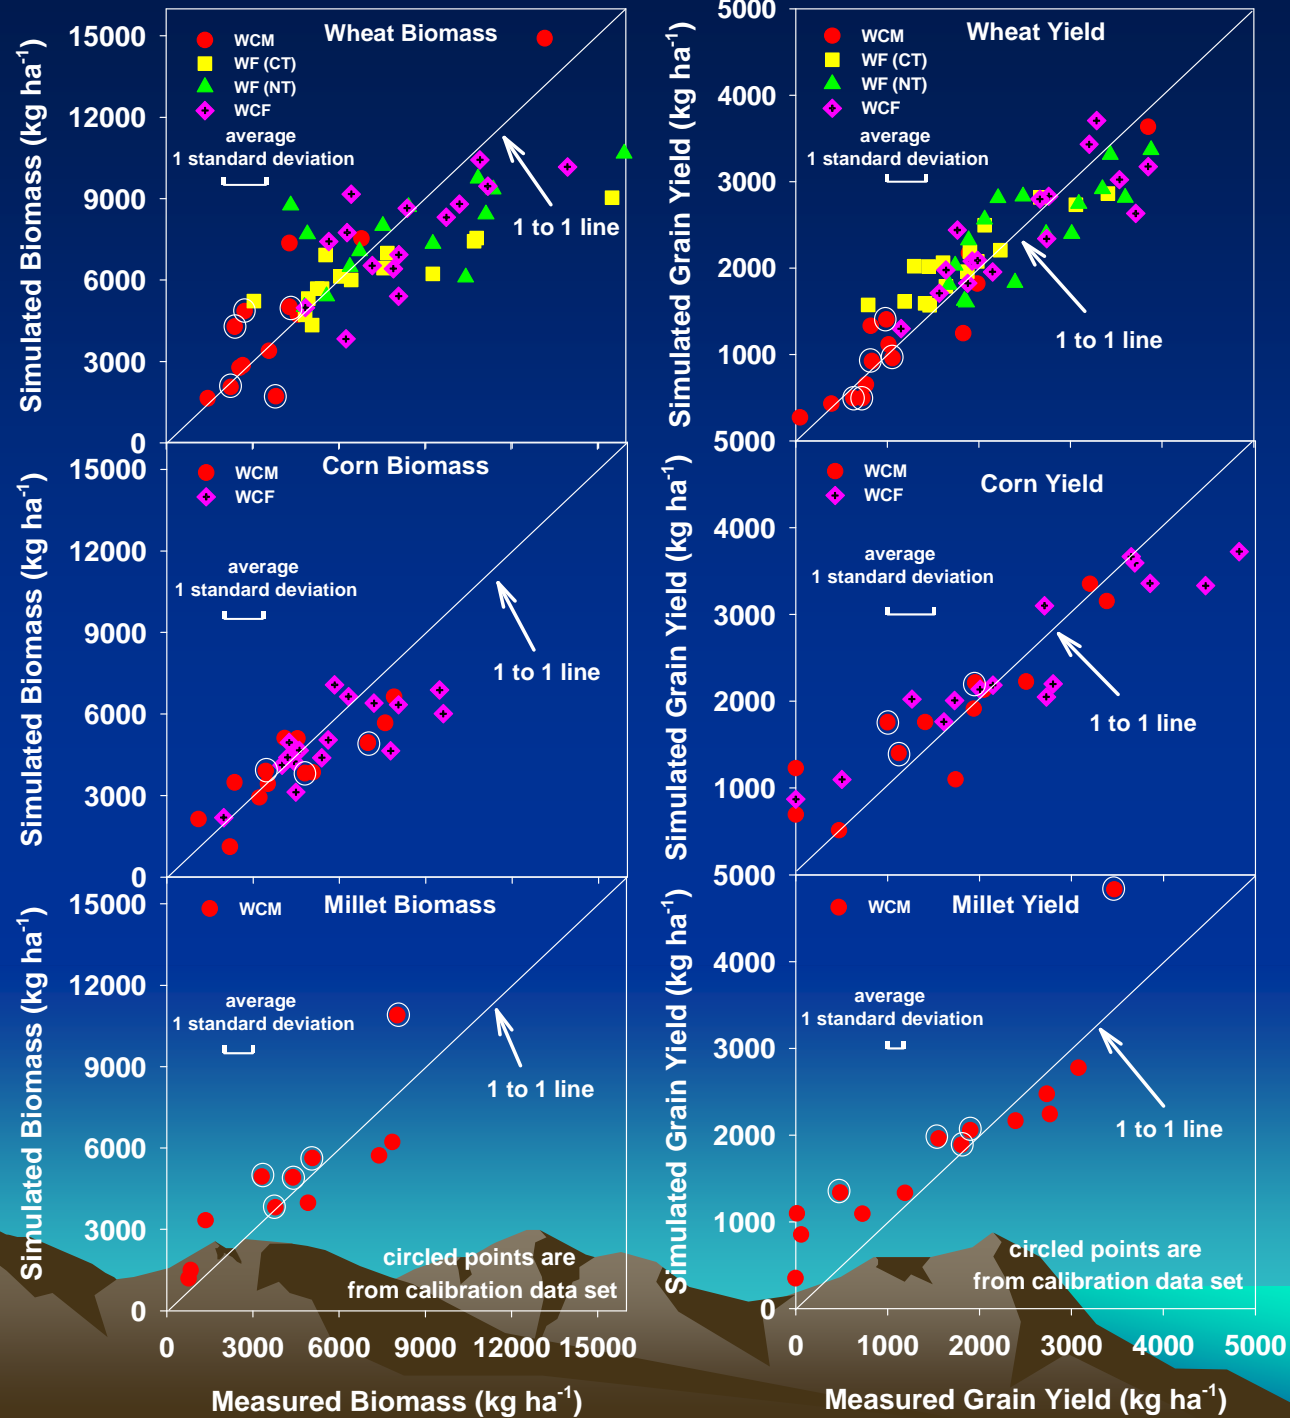 Wheat Biomass
WCM
WF (CT)
WF (NT)
WCF
average
1 standard deviation
1 to 1 line
15000
12000
9000
6000
3000
0
Simulated Biomass (kg ha⁻¹)
Wheat Yield
WCM
WF (CT)
WF (NT)
WCF
average
1 standard deviation
1 to 1 line
5000
4000
3000
2000
1000
5000
Simulated Grain Yield (kg ha⁻¹)
Corn Biomass
WCM
WCF
average
1 standard deviation
1 to 1 line
15000
12000
9000
6000
3000
0
Simulated Biomass (kg ha⁻¹)
Corn Yield
WCM
WCF
average
1 standard deviation
1 to 1 line
4000
3000
2000
1000
5000
Simulated Grain Yield (kg ha⁻¹)
Millet Biomass
WCM
average
1 standard deviation
1 to 1 line
circled points are
from calibration data set
15000
12000
9000
6000
3000
0
Simulated Biomass (kg ha⁻¹)
0 3000 6000 9000 12000 15000
Measured Biomass (kg ha⁻¹)
Millet Yield
WCM
average
1 standard deviation
1 to 1 line
circled points are
from calibration data set
4000
3000
2000
1000
0
Simulated Grain Yield (kg ha⁻¹)
0 1000 2000 3000 4000 5000
Measured Grain Yield (kg ha⁻¹)